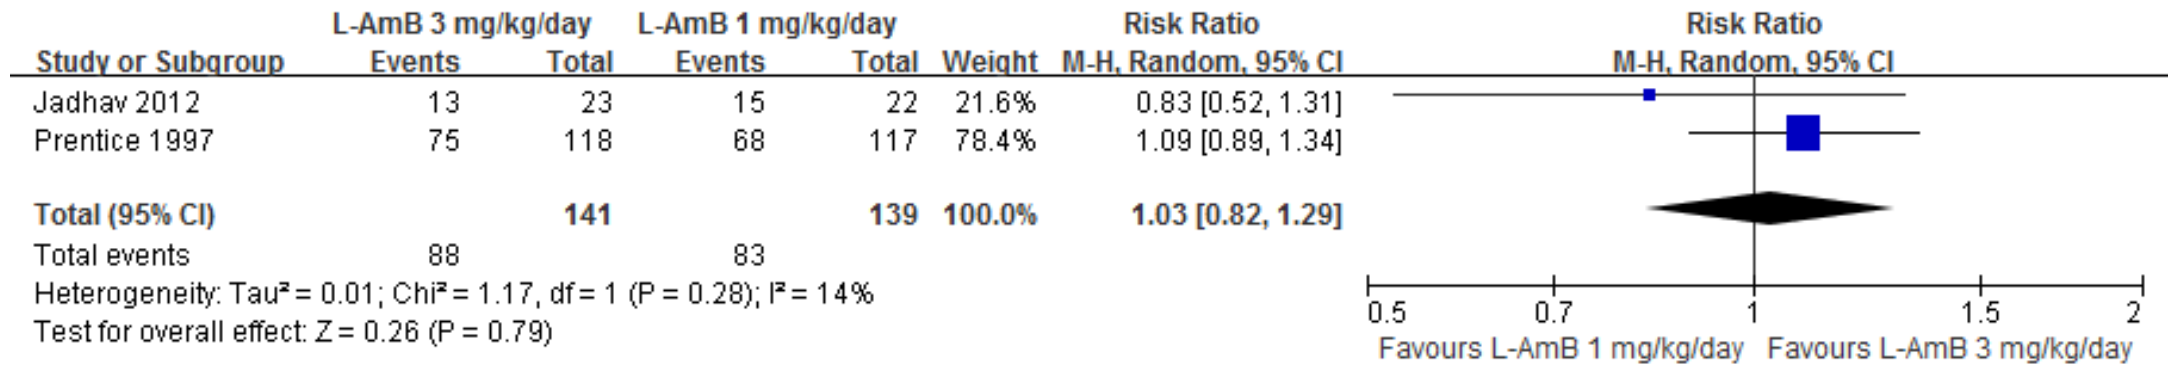 L-AmB 3 mg/kg/day L-AmB 1 mg/kg/day Risk Ratio Risk Ratio
Study or Subgroup Events Total Events Total Weight M-H, Random, 95% CI M-H, Random, 95% CI
Jadhav 2012 13 23 15 22 21.6% 0.83 [0.52, 1.31]
Prentice 1997 75 118 68 117 78.4% 1.09 [0.89, 1.34]
Total (95% CI) 141 139 100.0% 1.03 [0.82, 1.29]
Total events 88 83
Heterogeneity: Tau² = 0.01; Chi² = 1.17, df = 1 (P = 0.28); I² = 14%
Test for overall effect: Z = 0.26 (P = 0.79)
0.5 0.7 1 1.5 2
Favours L-AmB 1 mg/kg/day Favours L-AmB 3 mg/kg/day